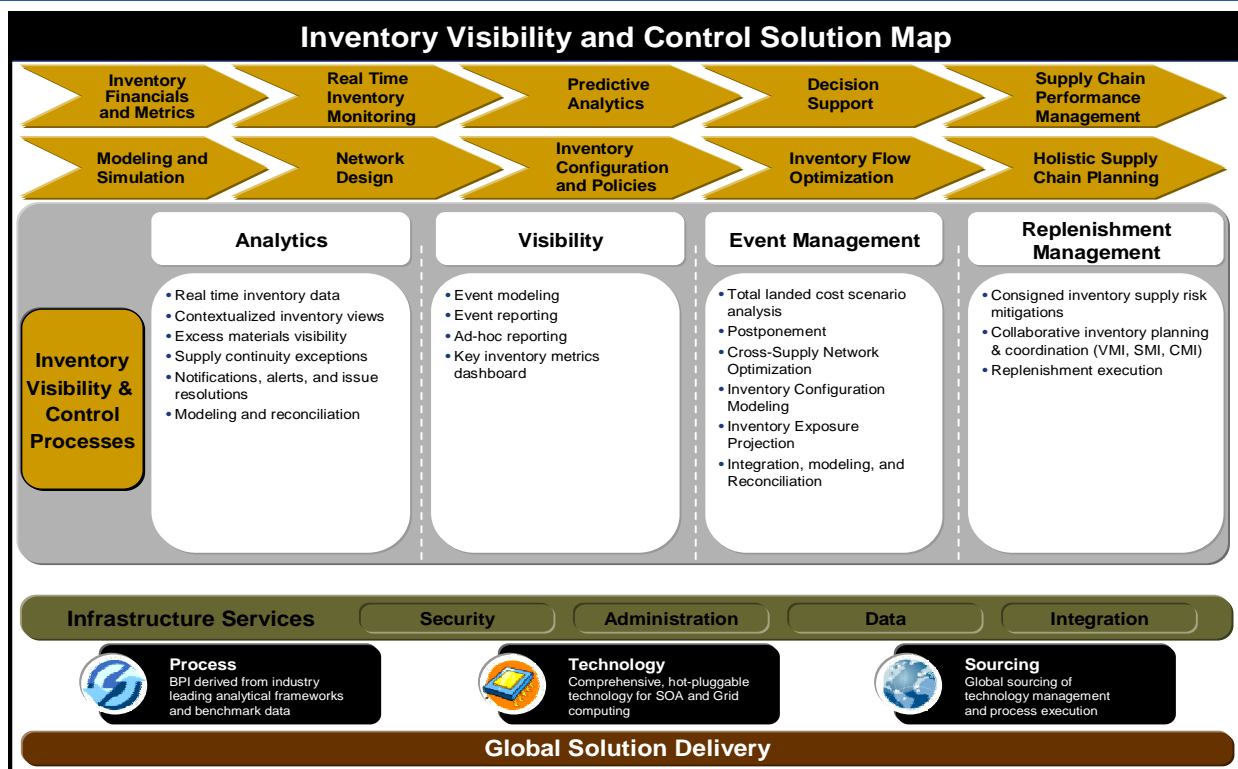 Inventory Visibility and Control Solution Map
Inventory
Financials
and Metrics
Real Time
Inventory
Monitoring
Predictive
Analytics
Decision
Support
Supply Chain
Performance
Management
Modeling and
Simulation
Network
Design
Inventory
Configuration
and Policies
Inventory Flow
Optimization
Holistic Supply
Chain Planning
Inventory
Visibility &
Control
Processes
Analytics
• Real time inventory data
• Contextualized inventory views
• Excess materials visibility
• Supply continuity exceptions
• Notifications, alerts, and issue
resolutions
• Modeling and reconciliation
Visibility
• Event modeling
• Event reporting
• Ad-hoc reporting
• Key inventory metrics
dashboard
Event Management
• Total landed cost scenario
analysis
• Postponement
• Cross-Supply Network
Optimization
• Inventory Configuration
Modeling
• Inventory Exposure
Projection
• Integration, modeling, and
Reconciliation
Replenishment
Management
• Consigned inventory supply risk
mitigations
• Collaborative inventory planning
& coordination (VMI, SMI, CMI)
• Replenishment execution
Infrastructure Services
Security
Administration
Data
Integration
Process
BPI derived from industry
leading analytical frameworks
and benchmark data
Technology
Comprehensive, hot-pluggable
technology for SOA and Grid
computing
Sourcing
Global sourcing of
technology management
and process execution
Global Solution Delivery